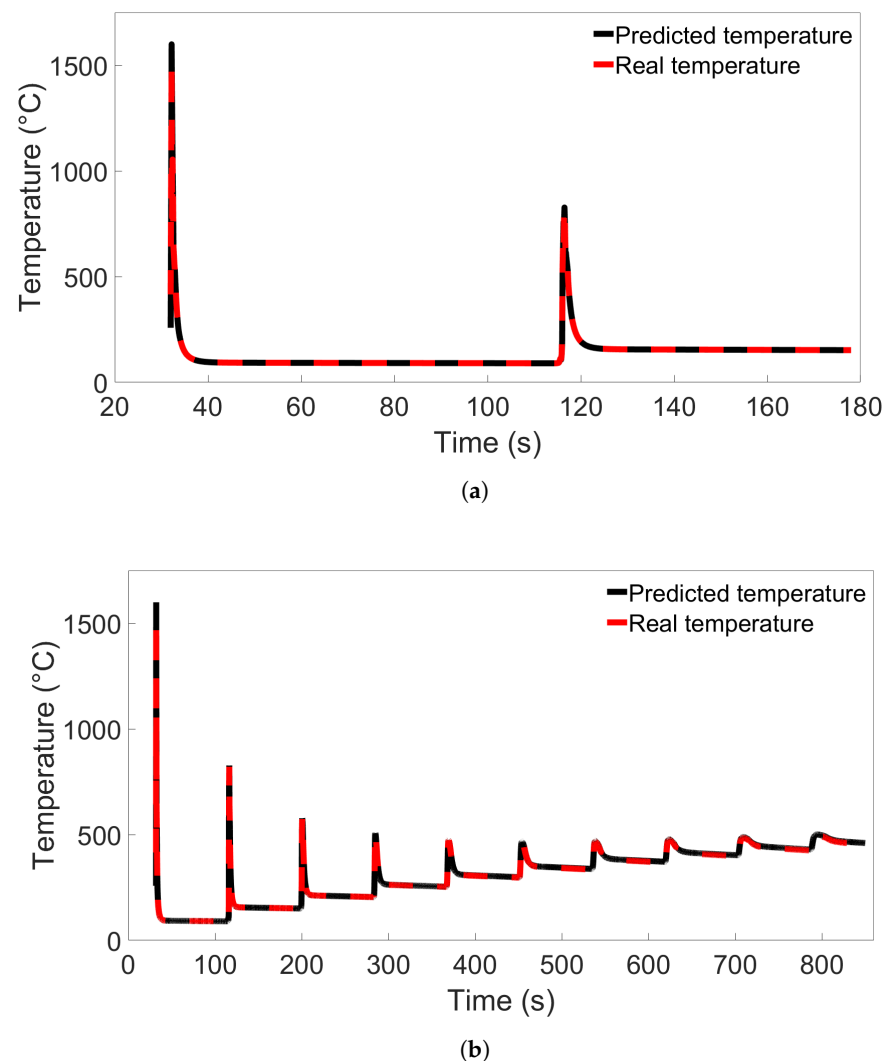 Predicted temperature
Real temperature
1500
1000
500
0
Temperature (°C)
20 40 60 80 100 120 140 160 180
Time (s)
(a)
Predicted temperature
Real temperature
1500
1000
500
0
Temperature (°C)
0 100 200 300 400 500 600 700 800
Time (s)
(b)